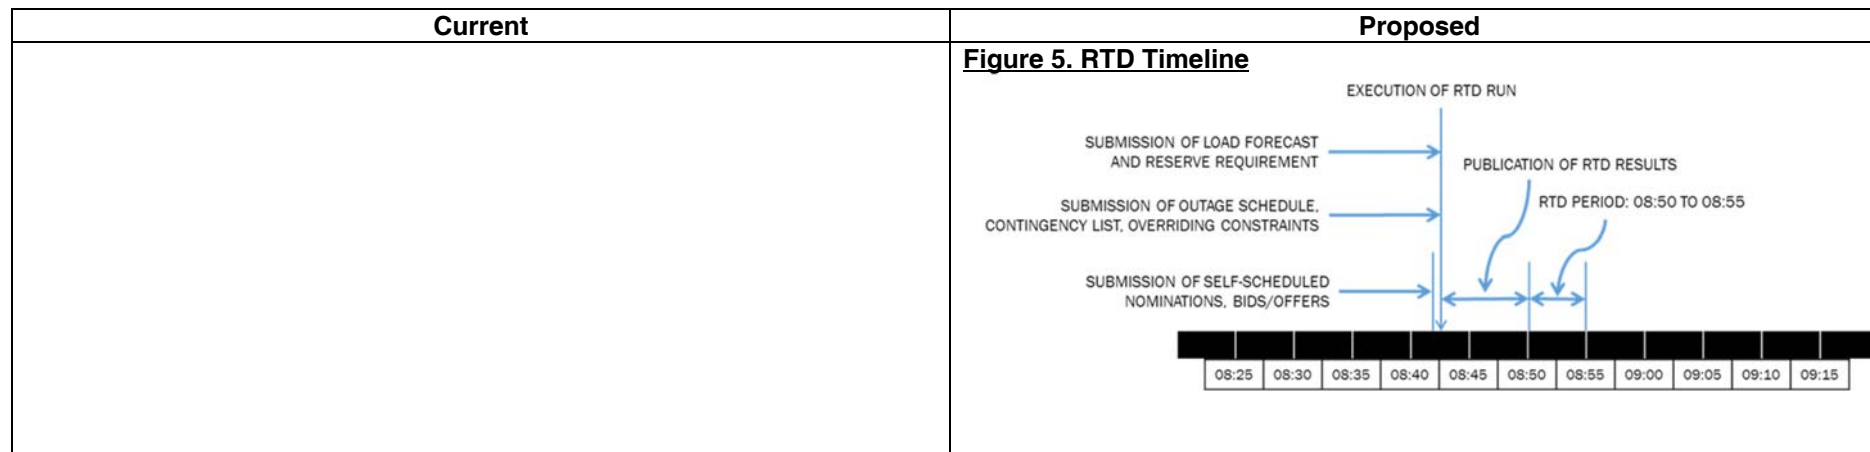 Current
Proposed
Figure 5. RTD Timeline
EXECUTION OF RTD RUN
SUBMISSION OF LOAD FORECAST
AND RESERVE REQUIREMENT
PUBLICATION OF RTD RESULTS
SUBMISSION OF OUTAGE SCHEDULE,
CONTINGENCY LIST, OVERRIDING CONSTRAINTS
RTD PERIOD: 08:50 TO 08:55
SUBMISSION OF SELF-SCHEDULED
NOMINATIONS, BIDS/OFFERS
08:25 08:30 08:35 08:40 08:45 08:50 08:55 09:00 09:05 09:10 09:15